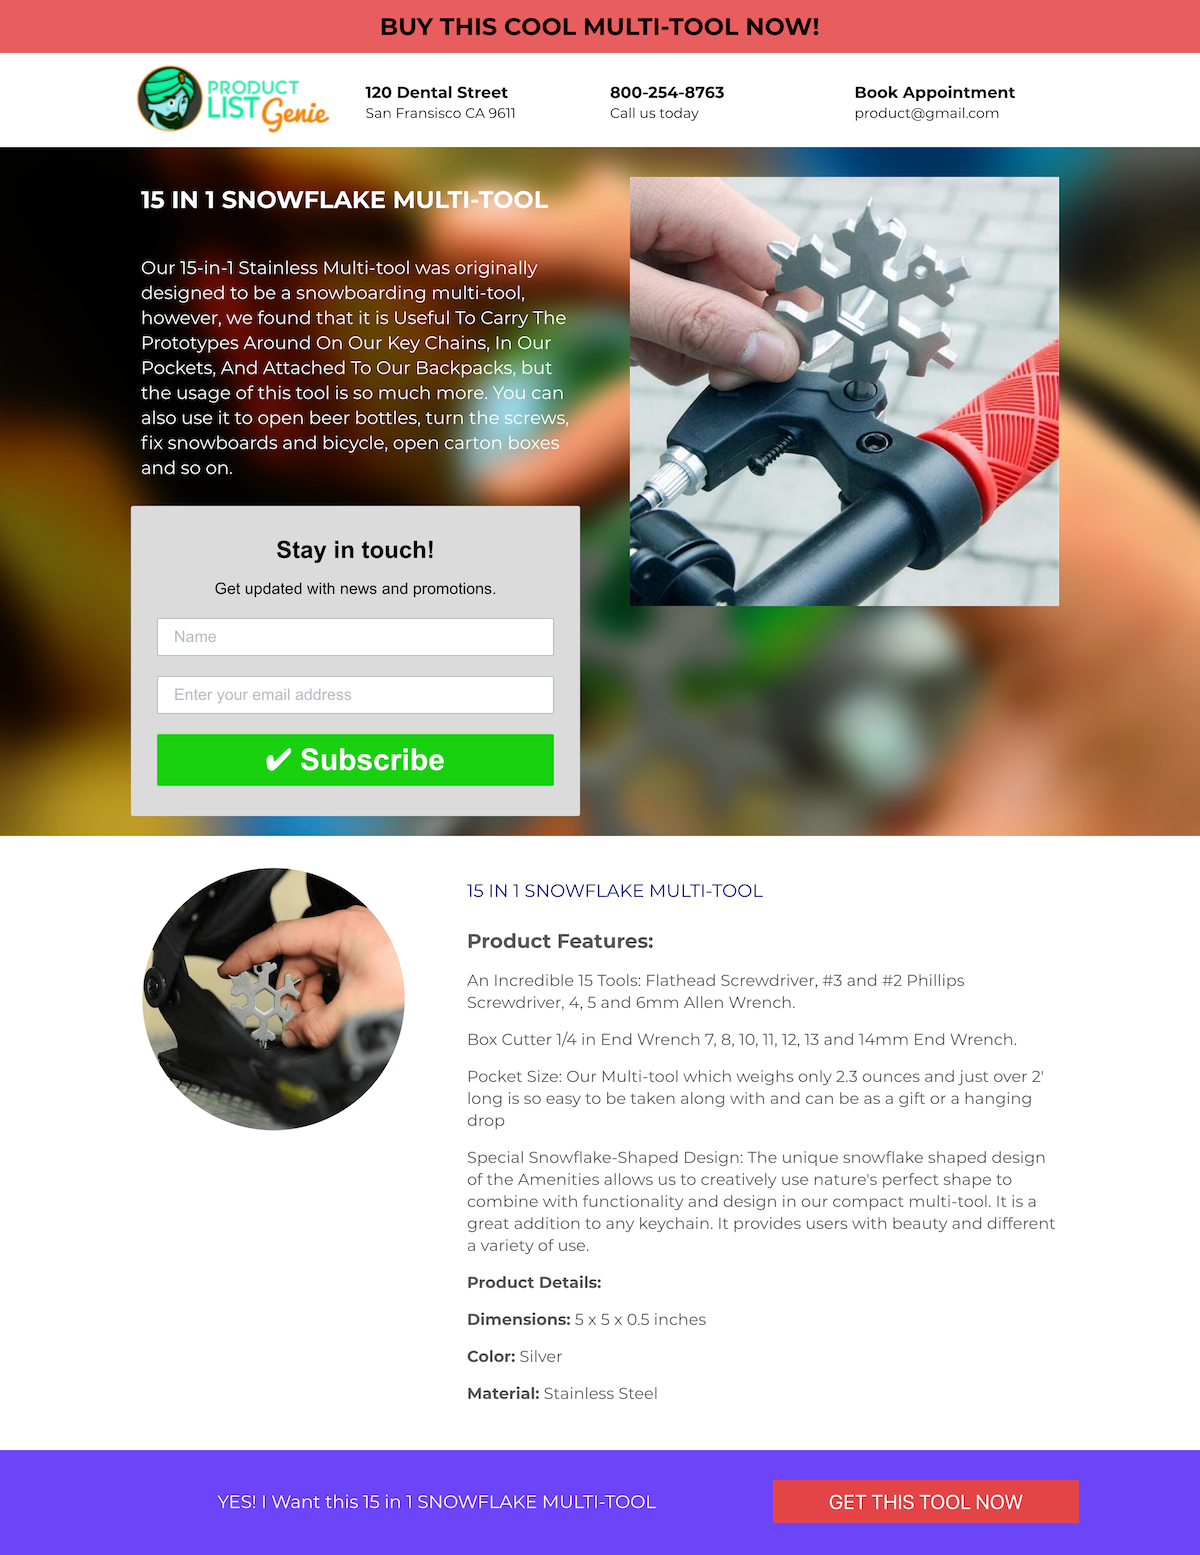 BUY THIS COOL MULTI-TOOL NOW!
PRODUCT
LIST Genie
120 Dental Street
San Fransisco CA 9611
800-254-8763
Call us today
Book Appointment
product@gmail.com
15 IN 1 SNOWFLAKE MULTI-TOOL
Our 15-in-1 Stainless Multi-tool was originally
designed to be a snowboarding multi-tool,
however, we found that it is Useful To Carry The
Prototypes Around On Our Key Chains, In Our
Pockets, And Attached To Our Backpacks, but
the usage of this tool is so much more. You can
also use it to open beer bottles, turn the screws,
fix snowboards and bicycle, open carton boxes
and so on.
Stay in touch!
Get updated with news and promotions.
Name
Enter your email address
✔ Subscribe
15 IN 1 SNOWFLAKE MULTI-TOOL
Product Features:
An Incredible 15 Tools: Flathead Screwdriver, #3 and #2 Phillips
Screwdriver, 4, 5 and 6mm Allen Wrench.
Box Cutter 1/4 in End Wrench 7, 8, 10, 11, 12, 13 and 14mm End Wrench.
Pocket Size: Our Multi-tool which weighs only 2.3 ounces and just over 2'
long is so easy to be taken along with and can be as a gift or a hanging
drop
Special Snowflake-Shaped Design: The unique snowflake shaped design
of the Amenities allows us to creatively use nature's perfect shape to
combine with functionality and design in our compact multi-tool. It is a
great addition to any keychain. It provides users with beauty and different
a variety of use.
Product Details:
Dimensions: 5 x 5 x 0.5 inches
Color: Silver
Material: Stainless Steel
YES! I Want this 15 in 1 SNOWFLAKE MULTI-TOOL
GET THIS TOOL NOW